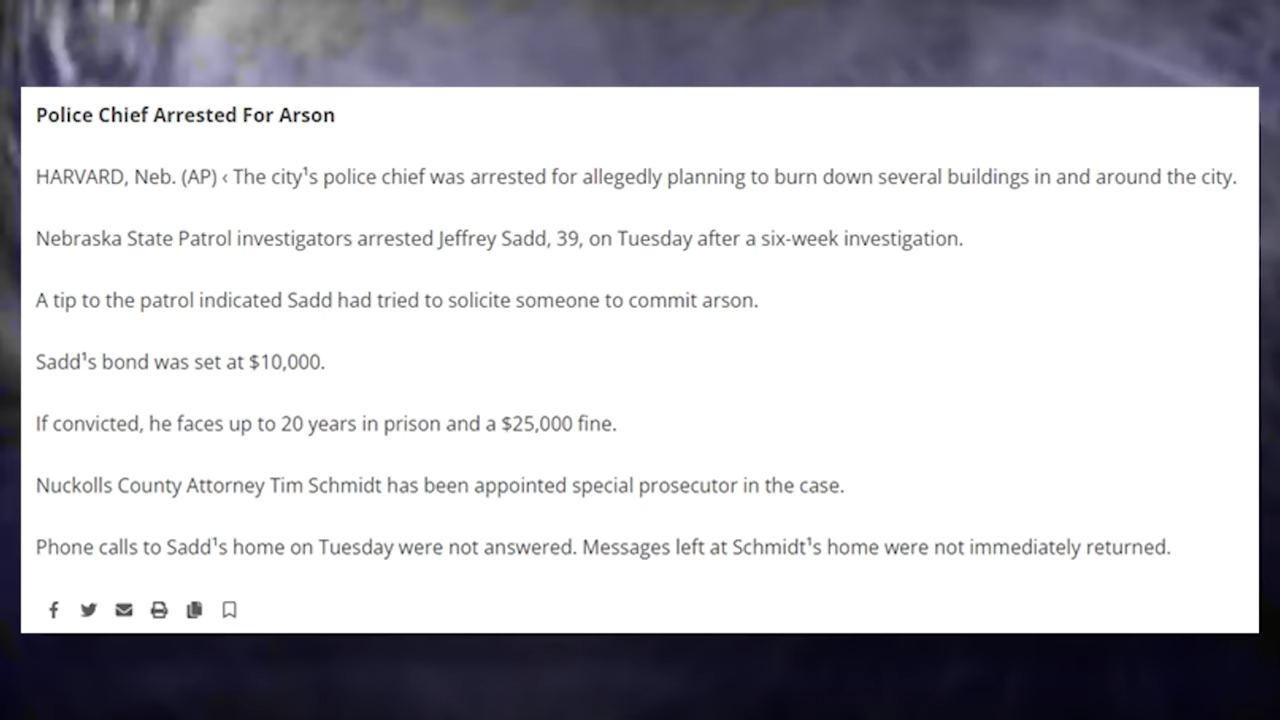 Police Chief Arrested For Arson
HARVARD, Neb. (AP) ‹ The city¹s police chief was arrested for allegedly planning to burn down several buildings in and around the city.
Nebraska State Patrol investigators arrested Jeffrey Sadd, 39, on Tuesday after a six-week investigation.
A tip to the patrol indicated Sadd had tried to solicite someone to commit arson.
Sadd¹s bond was set at $10,000.
If convicted, he faces up to 20 years in prison and a $25,000 fine.
Nuckolls County Attorney Tim Schmidt has been appointed special prosecutor in the case.
Phone calls to Sadd¹s home on Tuesday were not answered. Messages left at Schmidt¹s home were not immediately returned.